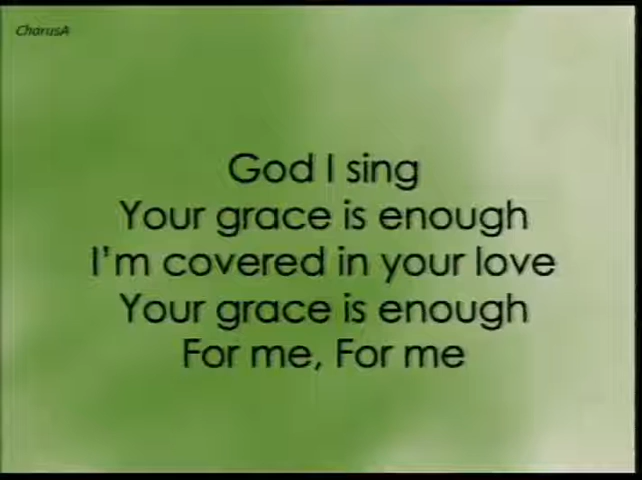 ChorusA
God I sing
Your grace is enough
I'm covered in your love
Your grace is enough
For me, For me